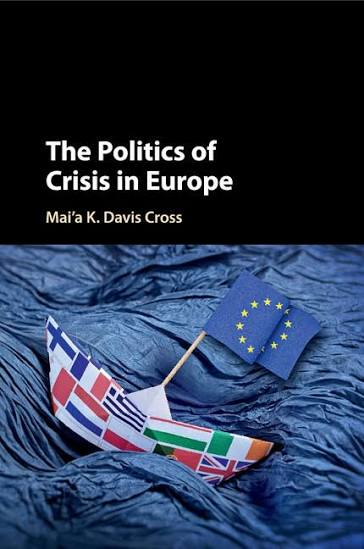 The Politics of
Crisis in Europe
Mai'a K. Davis Cross